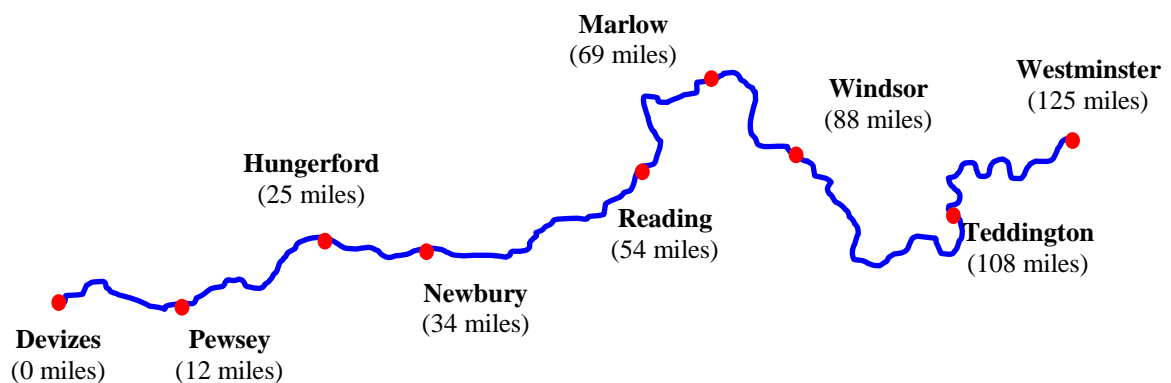 Marlow
(69 miles)
Westminster
(125 miles)
Windsor
(88 miles)
Hungerford
(25 miles)
Reading
(54 miles)
Teddington
(108 miles)
Newbury
(34 miles)
Devizes
(0 miles)
Pewsey
(12 miles)